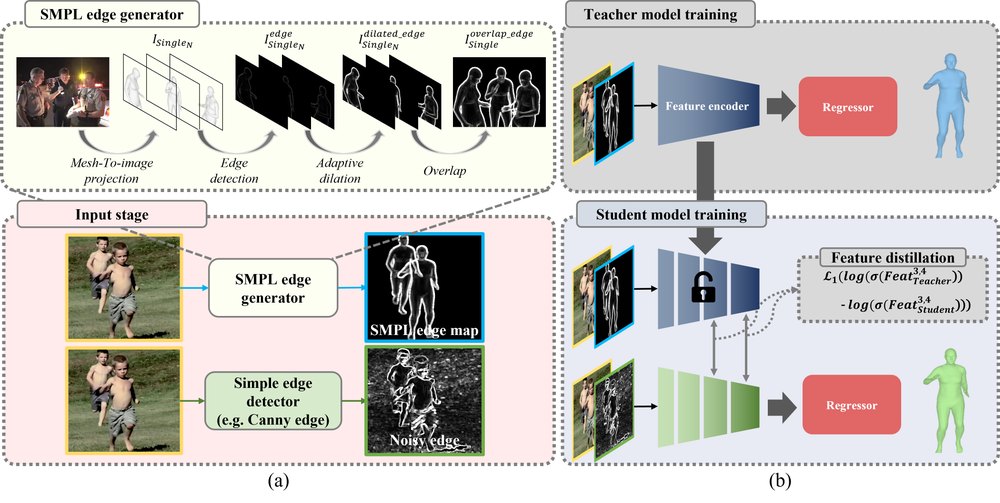 SMPL edge generator
I_{Single_N}
I^{edge}_{Single_N}
I^{dilated_edge}_{Single_N}
I^{overlap_edge}_{Single}
Mesh-To-image
projection
Edge
detection
Adaptive
dilation
Overlap
Input stage
SMPL edge
generator
SMPL edge map
Simple edge
detector
(e.g. Canny edge)
Noisy edge
(a)
Teacher model training
Feature encoder
Regressor
Student model training
Feature distillation
ℒ₁(log(σ(Feat^{3,4}_{Teacher}))
- log(σ(Feat^{3,4}_{Student})))
Regressor
(b)